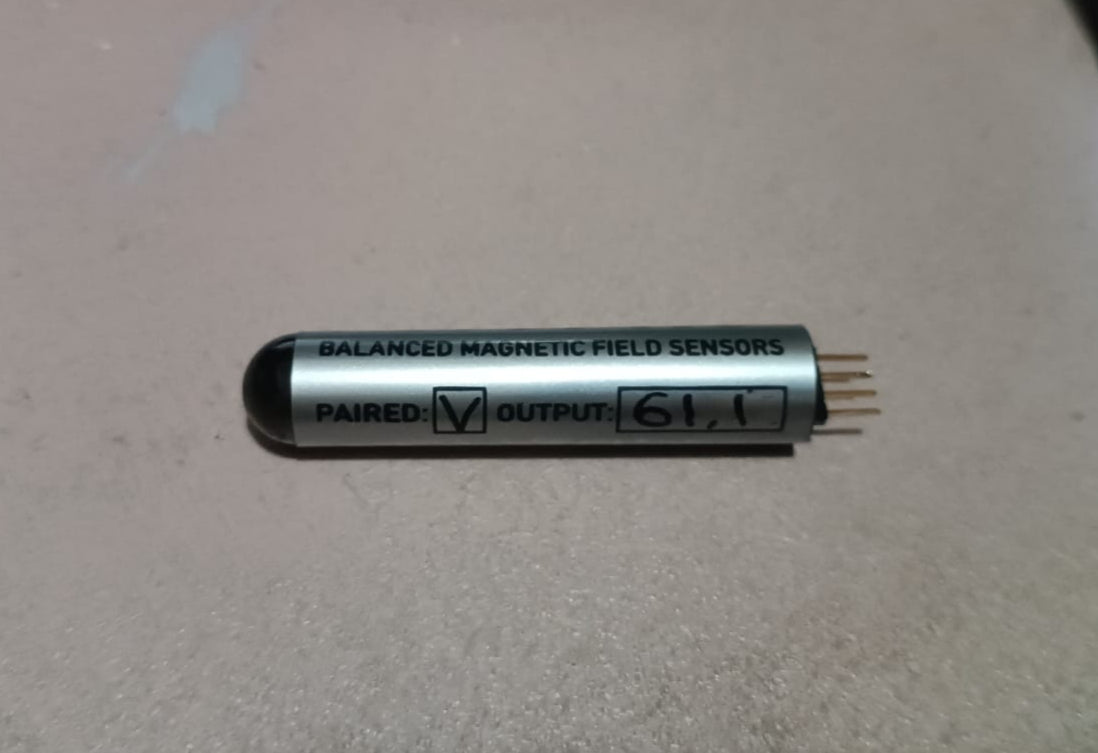 BALANCED MAGNETIC FIELD SENSORS
PAIRED: V OUTPUT: 61,1